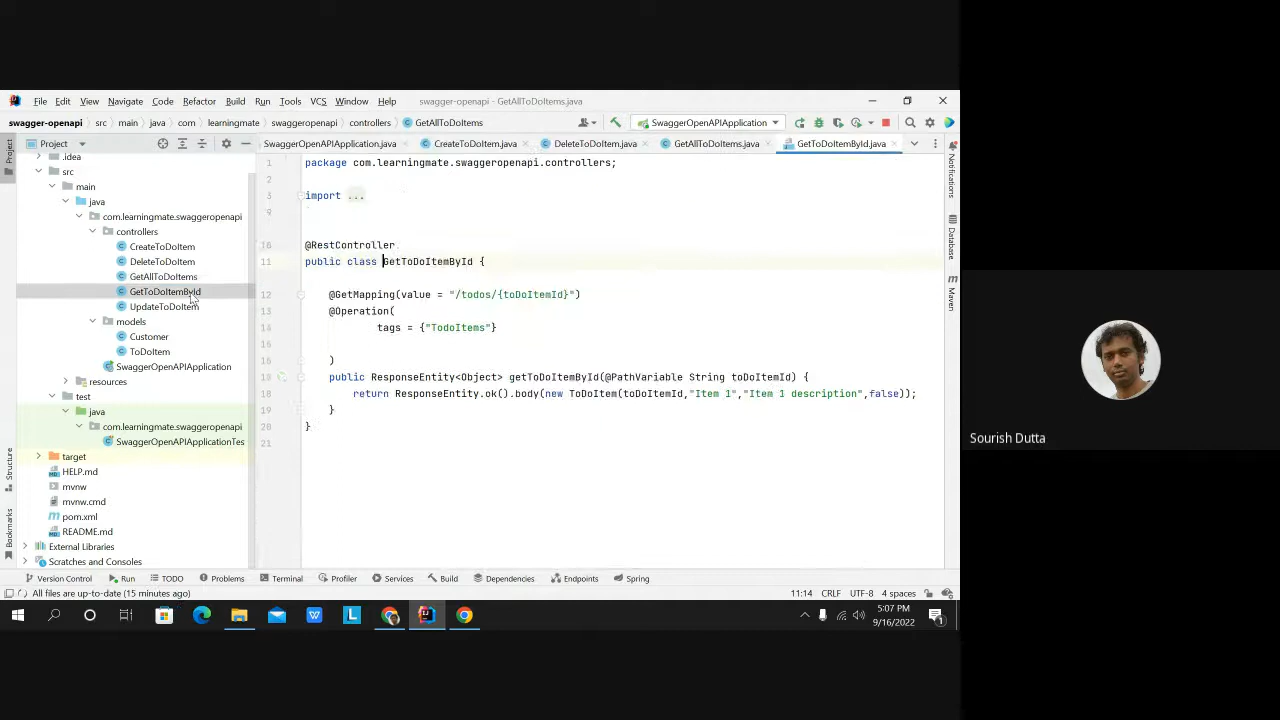 File Edit View Navigate Code Refactor Build Run Tools VCS Window Help swagger-openapi - GetAllToDoItems.java
swagger-openapi src main java com learningmate swaggeropenapi controllers GetAllToDoItems SwaggerOpenAPIApplication
Project SwaggerOpenAPIApplication.java CreateToDoItem.java DeleteToDoItem.java GetAllToDoItems.java GetToDoItemById.java
Project
Structure
Bookmarks
.idea
src
main
java
com.learningmate.swaggeropenapi
controllers
CreateToDoItem
DeleteToDoItem
GetAllToDoItems
GetToDoItemById
UpdateToDoItem
models
Customer
ToDoItem
SwaggerOpenAPIApplication
resources
test
java
com.learningmate.swaggeropenapi
SwaggerOpenAPIApplicationTes
target
HELP.md
mvnw
mvnw.cmd
pom.xml
README.md
External Libraries
Scratches and Consoles
1 package com.learningmate.swaggeropenapi.controllers;
2
3 import ...
9
10 @RestController
11 public class GetToDoItemById {
12 @GetMapping(value = "/todos/{toDoItemId}")
13 @Operation(
14 tags = {"TodoItems"}
)
public ResponseEntity<Object> getToDoItemById(@PathVariable String toDoItemId) {
18 return ResponseEntity.ok().body(new ToDoItem(toDoItemId,"Item 1","Item 1 description",false));
19 }
20 }
21
Notifications
Database
Maven
Version Control Run TODO Problems Terminal Profiler Services Build Dependencies Endpoints Spring
All files are up-to-date (15 minutes ago) 11:14 CRLF UTF-8 4 spaces
5:07 PM
9/16/2022
Sourish Dutta